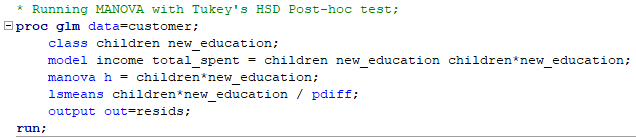 * Running MANOVA with Tukey's HSD Post-hoc test;
proc glm data=customer;
class children new_education;
model income total_spent = children new_education children*new_education;
manova h = children*new_education;
lsmeans children*new_education / pdiff;
output out=resids;
run;